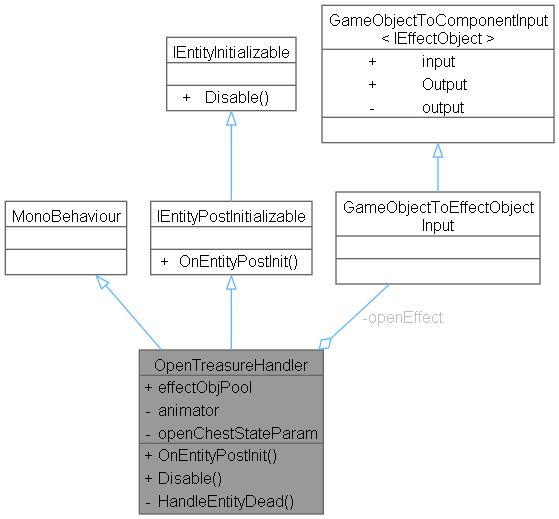 GameObjectToComponentInput
< IEffectObject >
+ input
+ Output
- output
IEntityInitializable
+ Disable()
MonoBehaviour
IEntityPostInitializable
+ OnEntityPostInit()
GameObjectToEffectObject
Input
-openEffect
OpenTreasureHandler
+ effectObjPool
- animator
- openChestStateParam
+ OnEntityPostInit()
+ Disable()
- HandleEntityDead()